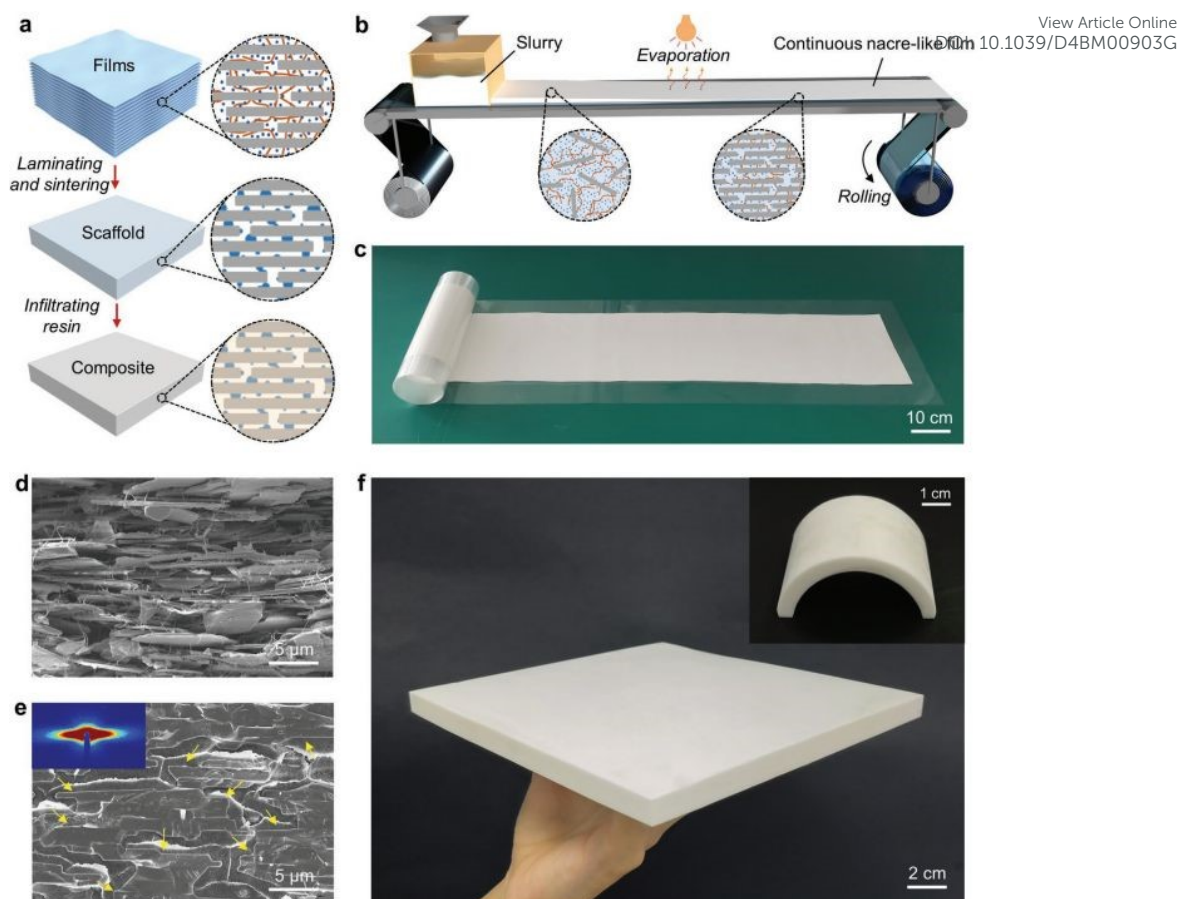 View Article Online
DOI: 10.1039/D4BM00903G
a
Films
Laminating
and sintering
Scaffold
Infiltrating
resin
Composite
b
Slurry
Evaporation
Continuous nacre-like film
Rolling
c
10 cm
d
5 μm
e
5 μm
f
1 cm
2 cm